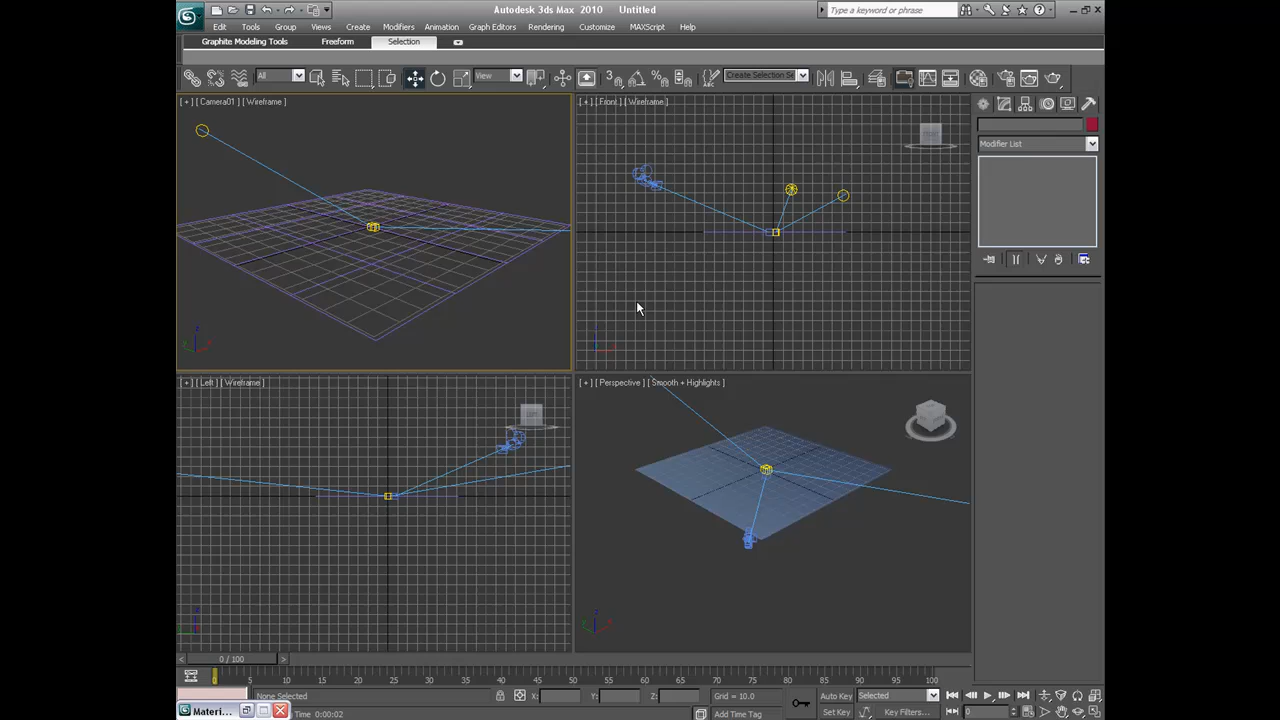 Autodesk 3ds Max 2010 Untitled
Type a keyword or phrase
Edit Tools Group Views Create Modifiers Animation Graph Editors Rendering Customize MAXScript Help
Graphite Modeling Tools Freeform Selection
All View 3 Create Selection Se
[ + ] [ Camera01 ] [ Wireframe ]
[ + ] [ Front ] [ Wireframe ]
Modifier List
[ + ] [ Left ] [ Wireframe ]
[ + ] [ Perspective ] [ Smooth + Highlights ]
0 / 100
0 5 10 15 20 25 30 35 40 45 50 55 60 65 70 75 80 85 90 95 100
None Selected X: Y: Z: Grid = 10.0 Auto Key Selected
Materi... Time 0:00:02 Add Time Tag Set Key Key Filters... 0